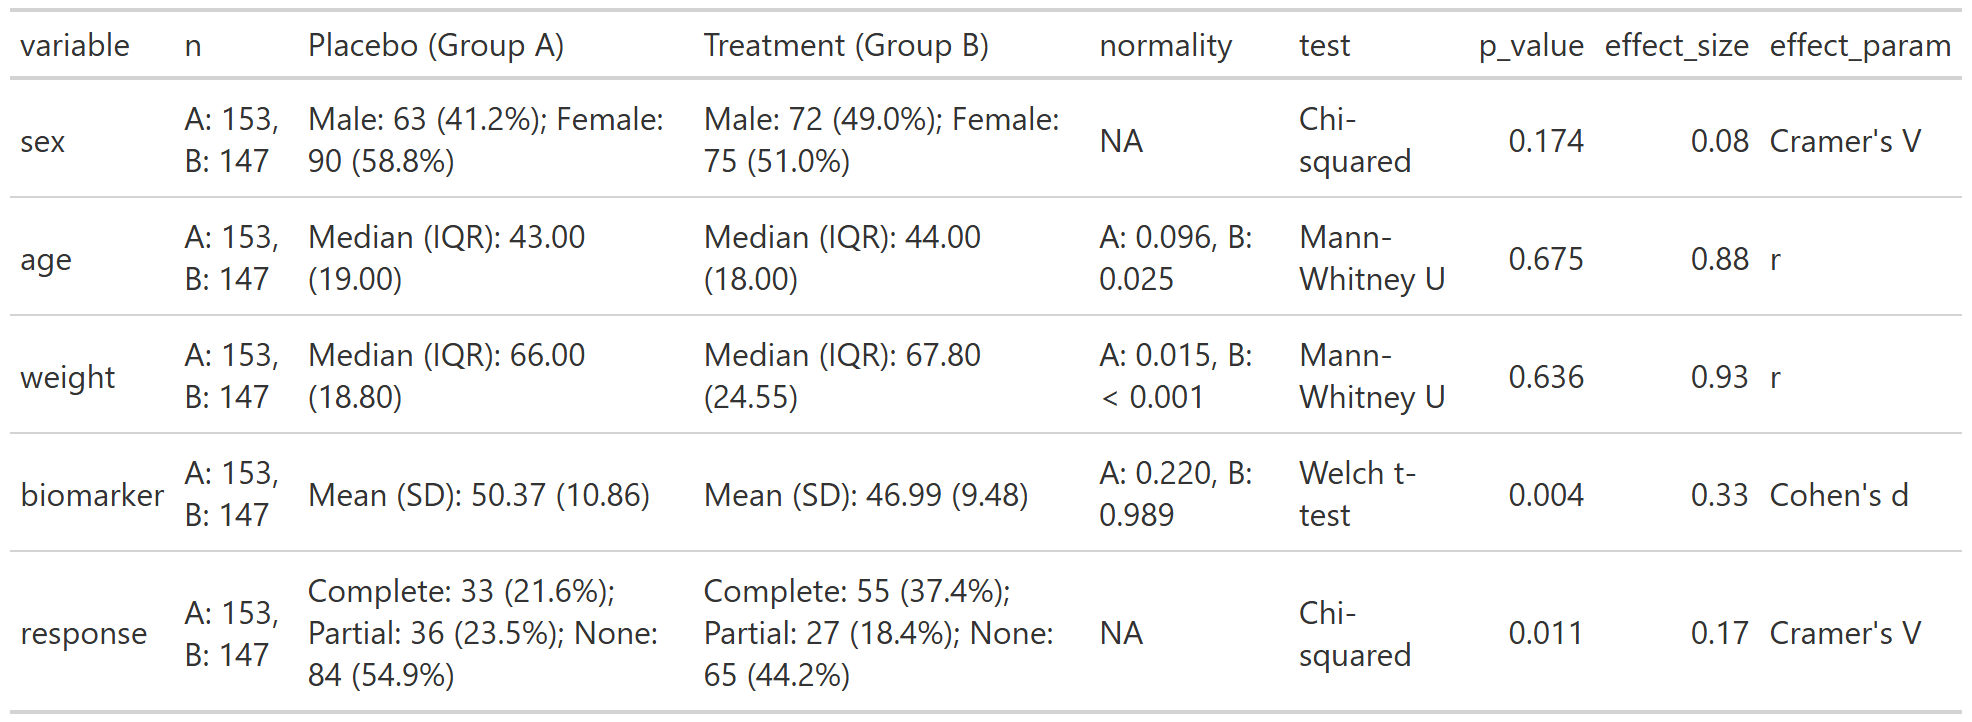 variable n Placebo (Group A) Treatment (Group B) normality test p_value effect_size effect_param
sex A: 153, B: 147 Male: 63 (41.2%); Female: 90 (58.8%) Male: 72 (49.0%); Female: 75 (51.0%) NA Chi-squared 0.174 0.08 Cramer's V
age A: 153, B: 147 Median (IQR): 43.00 (19.00) Median (IQR): 44.00 (18.00) A: 0.096, B: 0.025 Mann-Whitney U 0.675 0.88 r
weight A: 153, B: 147 Median (IQR): 66.00 (18.80) Median (IQR): 67.80 (24.55) A: 0.015, B: < 0.001 Mann-Whitney U 0.636 0.93 r
biomarker A: 153, B: 147 Mean (SD): 50.37 (10.86) Mean (SD): 46.99 (9.48) A: 0.220, B: 0.989 Welch t-test 0.004 0.33 Cohen's d
response A: 153, B: 147 Complete: 33 (21.6%); Partial: 36 (23.5%); None: 84 (54.9%) Complete: 55 (37.4%); Partial: 27 (18.4%); None: 65 (44.2%) NA Chi-squared 0.011 0.17 Cramer's V